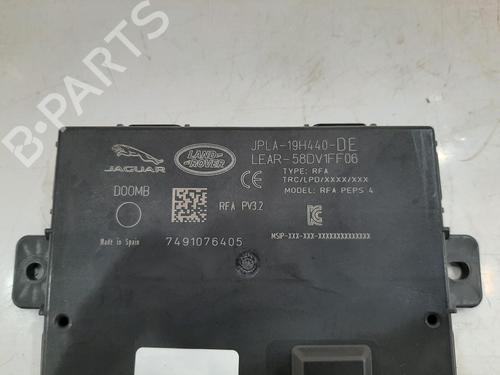 JPLA-19H440-DE
LEAR-58DV1FF06
TYPE: RFA
TRC/LPD/XXXX/XXX
MODEL: RFA PEPS 4
JAGUAR
LAND-
ROVER
CE
D00MB
RFA PV3.2
Made in Spain
7491076405
MSIP-XXX-XXX-XXXXXXXXXXXXXX
B-PARTS